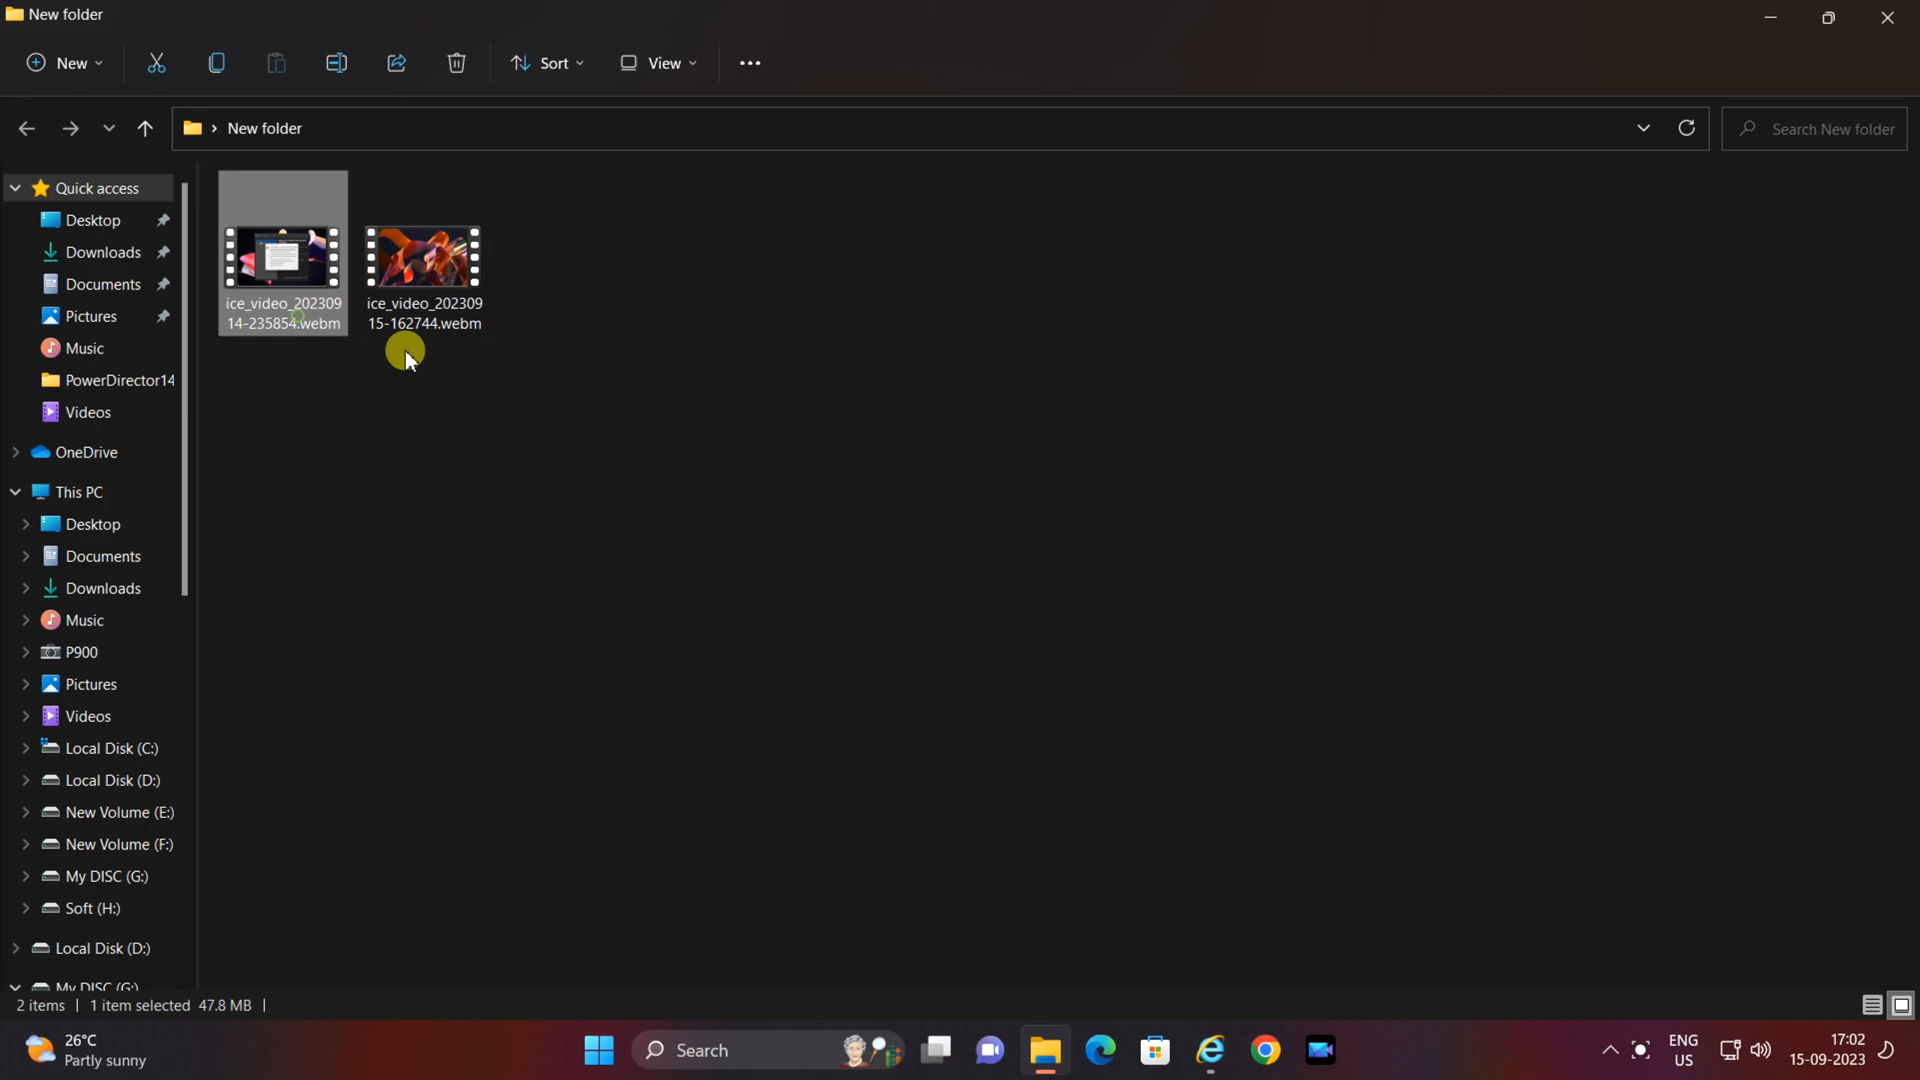 New folder
New
Sort
View
New folder
Search New folder
Quick access
Desktop
Downloads
Documents
Pictures
Music
PowerDirector14
Videos
OneDrive
This PC
Desktop
Documents
Downloads
Music
P900
Pictures
Videos
Local Disk (C:)
Local Disk (D:)
New Volume (E:)
New Volume (F:)
My DISC (G:)
Soft (H:)
Local Disk (D:)
My DISC (G:)
ice_video_202309
14-235854.webm
ice_video_202309
15-162744.webm
2 items
1 item selected 47.8 MB
26°C
Partly sunny
Search
ENG
US
17:02
15-09-2023